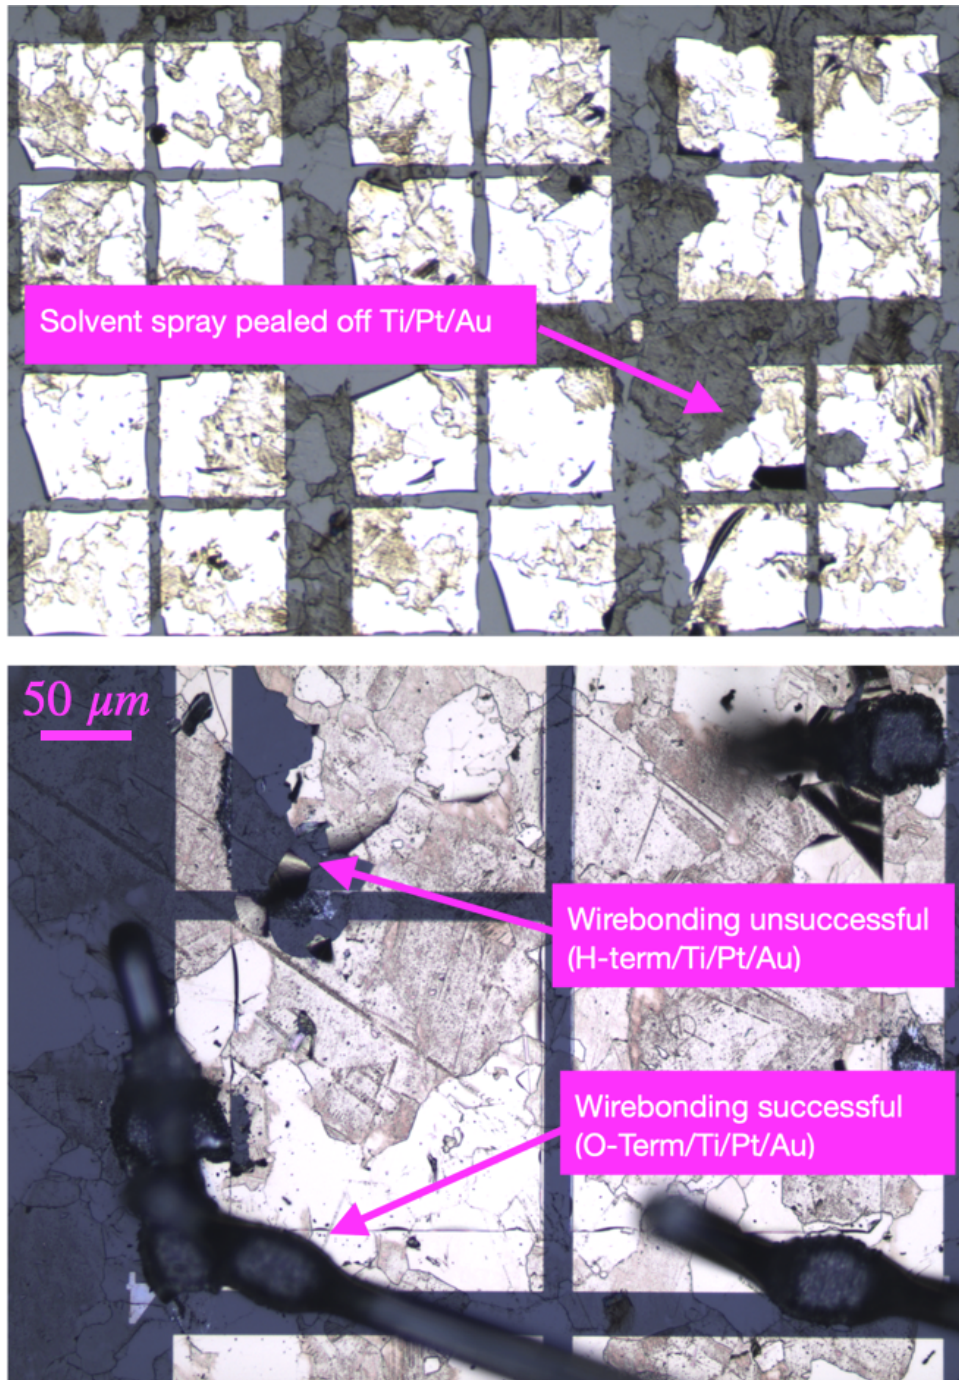 Solvent spray pealed off Ti/Pt/Au
50 μm
Wirebonding unsuccessful
(H-term/Ti/Pt/Au)
Wirebonding successful
(O-Term/Ti/Pt/Au)